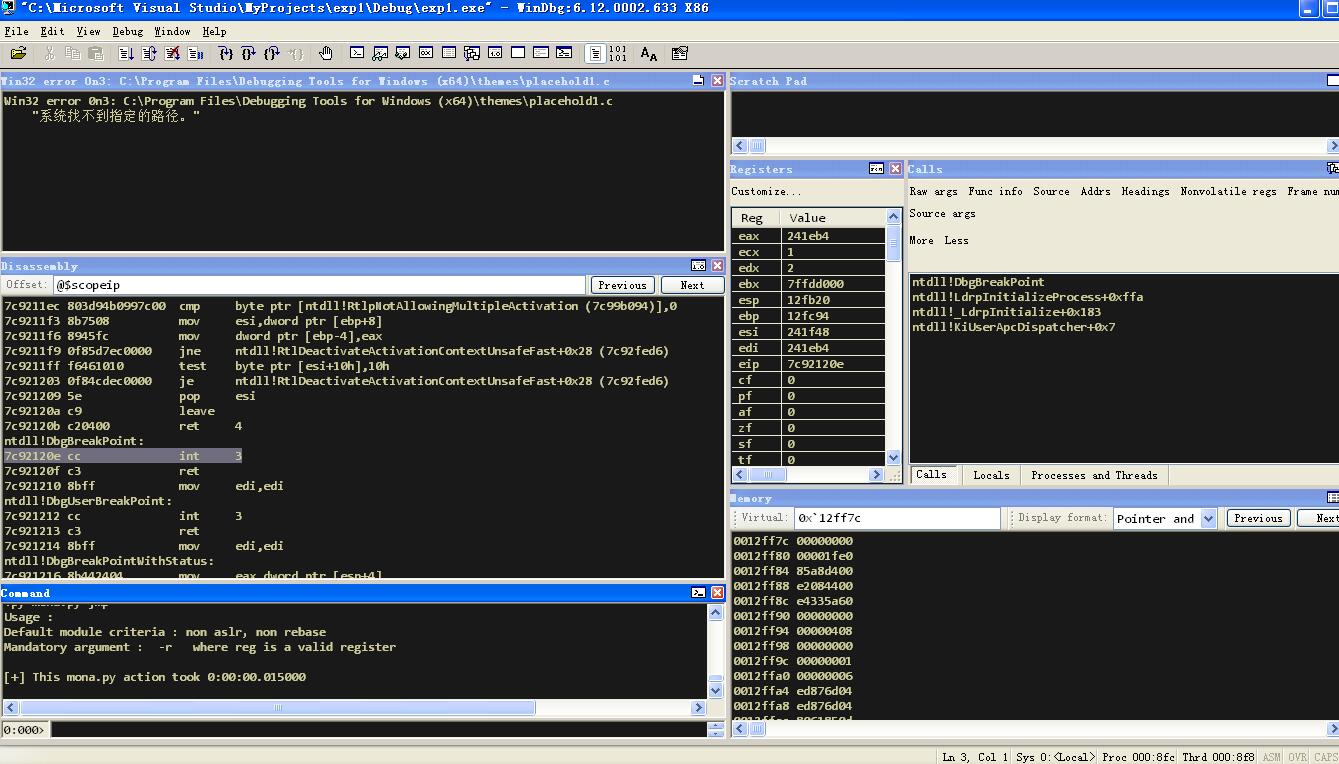 "C:\Microsoft Visual Studio\MyProjects\exp1\Debug\exp1.exe" - WinDbg:6.12.0002.633 X86
File Edit View Debug Window Help
Win32 error 0n3: C:\Program Files\Debugging Tools for Windows (x64)\themes\placehold1.c
Win32 error 0n3: C:\Program Files\Debugging Tools for Windows (x64)\themes\placehold1.c
"系统找不到指定的路径。"
Disassembly
Offset: @$scopeip Previous Next
7c9211ec 803d94b0997c00 cmp byte ptr [ntdll!RtlpNotAllowingMultipleActivation (7c99b094)],0
7c9211f3 8b7508 mov esi,dword ptr [ebp+8]
7c9211f6 8945fc mov dword ptr [ebp-4],eax
7c9211f9 0f85d7ec0000 jne ntdll!RtlDeactivateActivationContextUnsafeFast+0x28 (7c92fed6)
7c9211ff f6461010 test byte ptr [esi+10h],10h
7c921203 0f84cdec0000 je ntdll!RtlDeactivateActivationContextUnsafeFast+0x28 (7c92fed6)
7c921209 5e pop esi
7c92120a c9 leave
7c92120b c20400 ret 4
ntdll!DbgBreakPoint:
7c92120e cc int 3
7c92120f c3 ret
7c921210 8bff mov edi,edi
ntdll!DbgUserBreakPoint:
7c921212 cc int 3
7c921213 c3 ret
7c921214 8bff mov edi,edi
ntdll!DbgBreakPointWithStatus:
7c921216 8b442404 mov eax,dword ptr [esp+4]
Command
!py mona.py jmp
Usage :
Default module criteria : non aslr, non rebase
Mandatory argument : -r where reg is a valid register
[+] This mona.py action took 0:00:00.015000
0:000>
Scratch Pad
Registers
Customize...
Reg Value
eax 241eb4
ecx 1
edx 2
ebx 7ffdd000
esp 12fb20
ebp 12fc94
esi 241f48
edi 241eb4
eip 7c92120e
cf 0
pf 0
af 0
zf 0
sf 0
tf 0
Calls
Raw args Func info Source Addrs Headings Nonvolatile regs Frame num
Source args
More Less
ntdll!DbgBreakPoint
ntdll!LdrpInitializeProcess+0xffa
ntdll!_LdrpInitialize+0x183
ntdll!KiUserApcDispatcher+0x7
Calls Locals Processes and Threads
Memory
Virtual: 0x`12ff7c Display format: Pointer and Previous Next
0012ff7c 00000000
0012ff80 00001fe0
0012ff84 85a8d400
0012ff88 e2084400
0012ff8c e4335a60
0012ff90 00000000
0012ff94 00000408
0012ff98 00000000
0012ff9c 00000001
0012ffa0 00000006
0012ffa4 ed876d04
0012ffa8 ed876d04
Ln 3, Col 1 Sys 0:<Local> Proc 000:8fc Thrd 000:8f8 ASM OVR CAPS